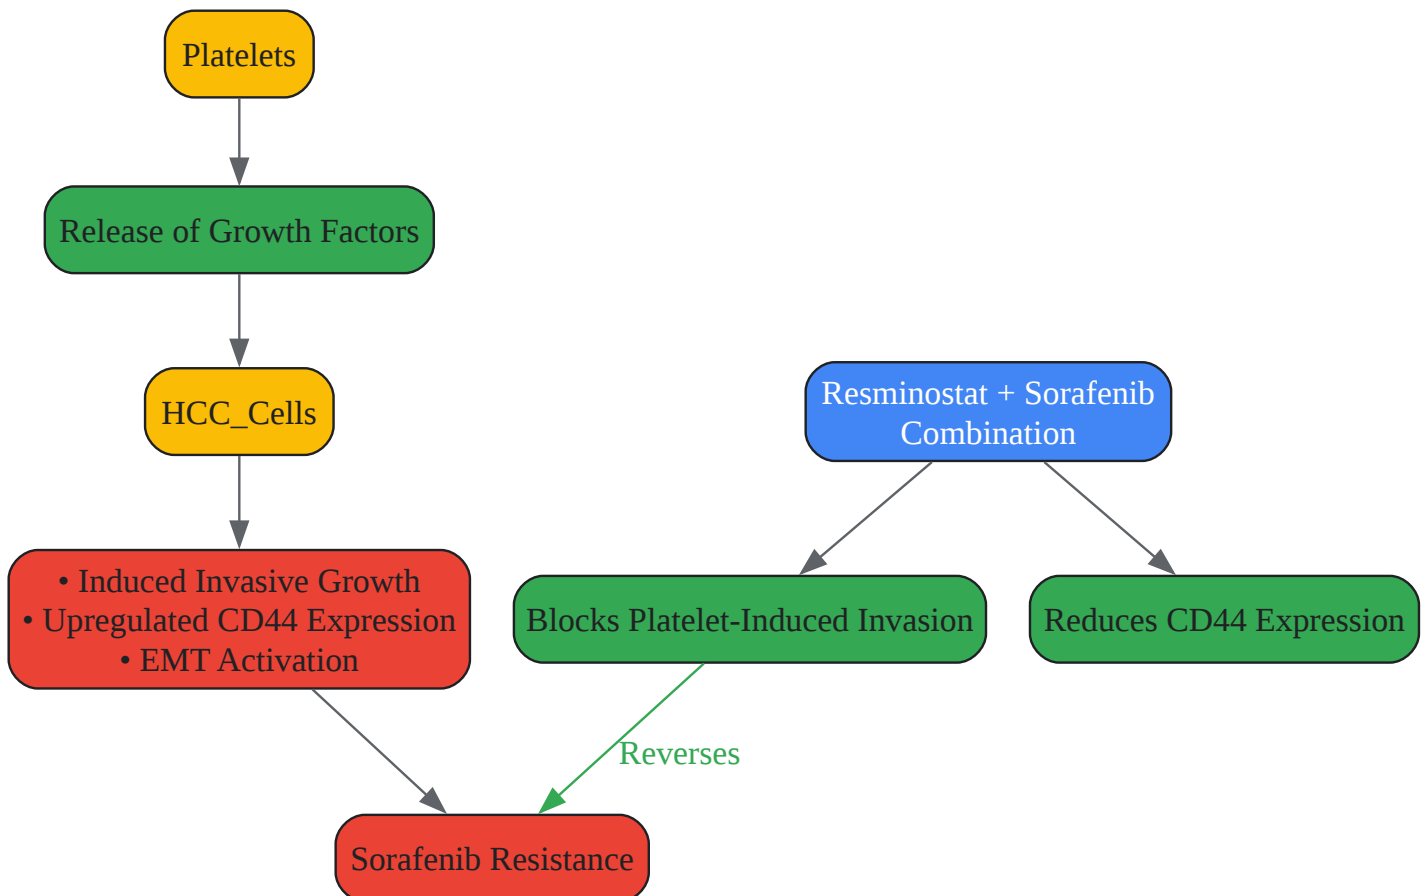 Platelets
Release of Growth Factors
HCC_Cells
Resminostat + Sorafenib
Combination
• Induced Invasive Growth
• Upregulated CD44 Expression
• EMT Activation
Blocks Platelet-Induced Invasion
Reduces CD44 Expression
Reverses
Sorafenib Resistance